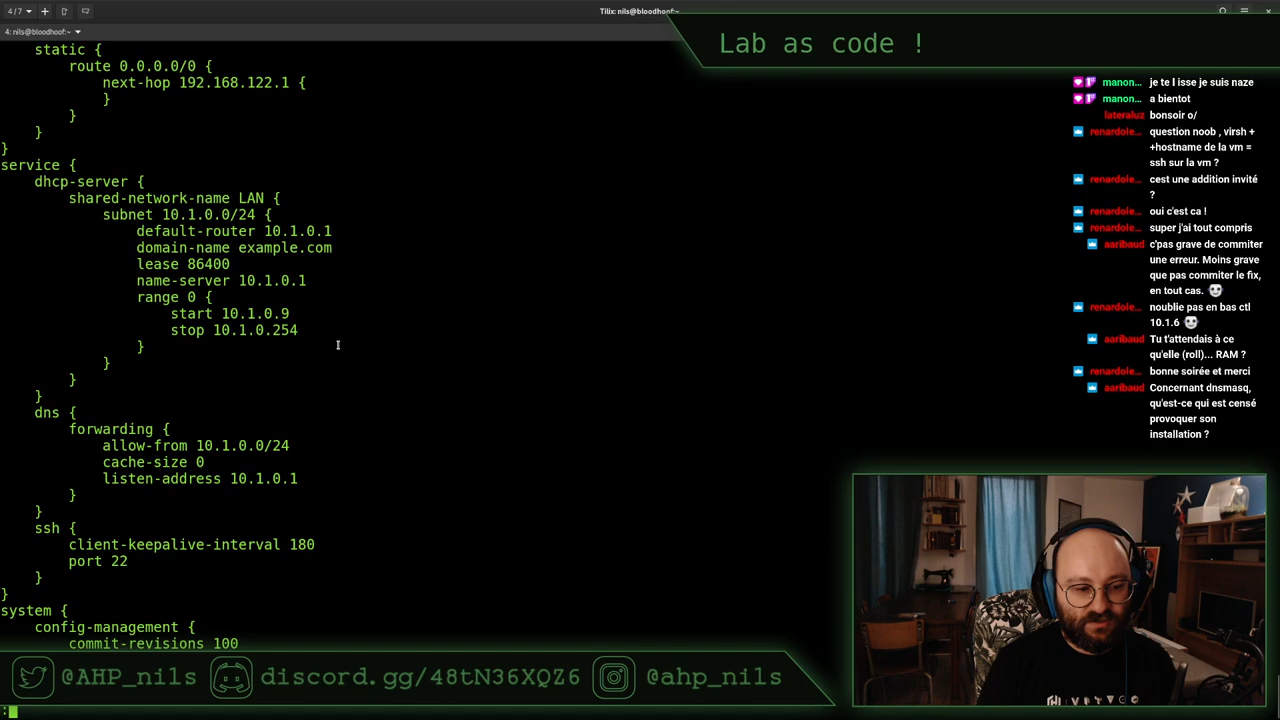 4 / 7
Tilix: nils@bloodhoof:~
4: nils@bloodhoof:~
Lab as code !
static {
route 0.0.0.0/0 {
next-hop 192.168.122.1 {
}
}
}
}
service {
dhcp-server {
shared-network-name LAN {
subnet 10.1.0.0/24 {
default-router 10.1.0.1
domain-name example.com
lease 86400
name-server 10.1.0.1
range 0 {
start 10.1.0.9
stop 10.1.0.254
}
}
}
}
dns {
forwarding {
allow-from 10.1.0.0/24
cache-size 0
listen-address 10.1.0.1
}
}
ssh {
client-keepalive-interval 180
port 22
}
}
system {
config-management {
commit-revisions 100
:
manon... je te l isse je suis naze
manon... a bientot
lateraluz bonsoir o/
renardole... question noob , virsh +
+hostname de la vm =
ssh sur la vm ?
renardole... cest une addition invité
?
renardole... oui c'est ca !
renardole... super j'ai tout compris
aaribaud c'pas grave de commiter
une erreur. Moins grave
que pas commiter le fix,
en tout cas.
renardole... noublie pas en bas ctl
10.1.6
aaribaud Tu t'attendais à ce
qu'elle (roll)... RAM ?
renardole... bonne soirée et merci
aaribaud Concernant dnsmasq,
qu'est-ce qui est censé
provoquer son
installation ?
@AHP_nils discord.gg/48tN36XQZ6 @ahp_nils